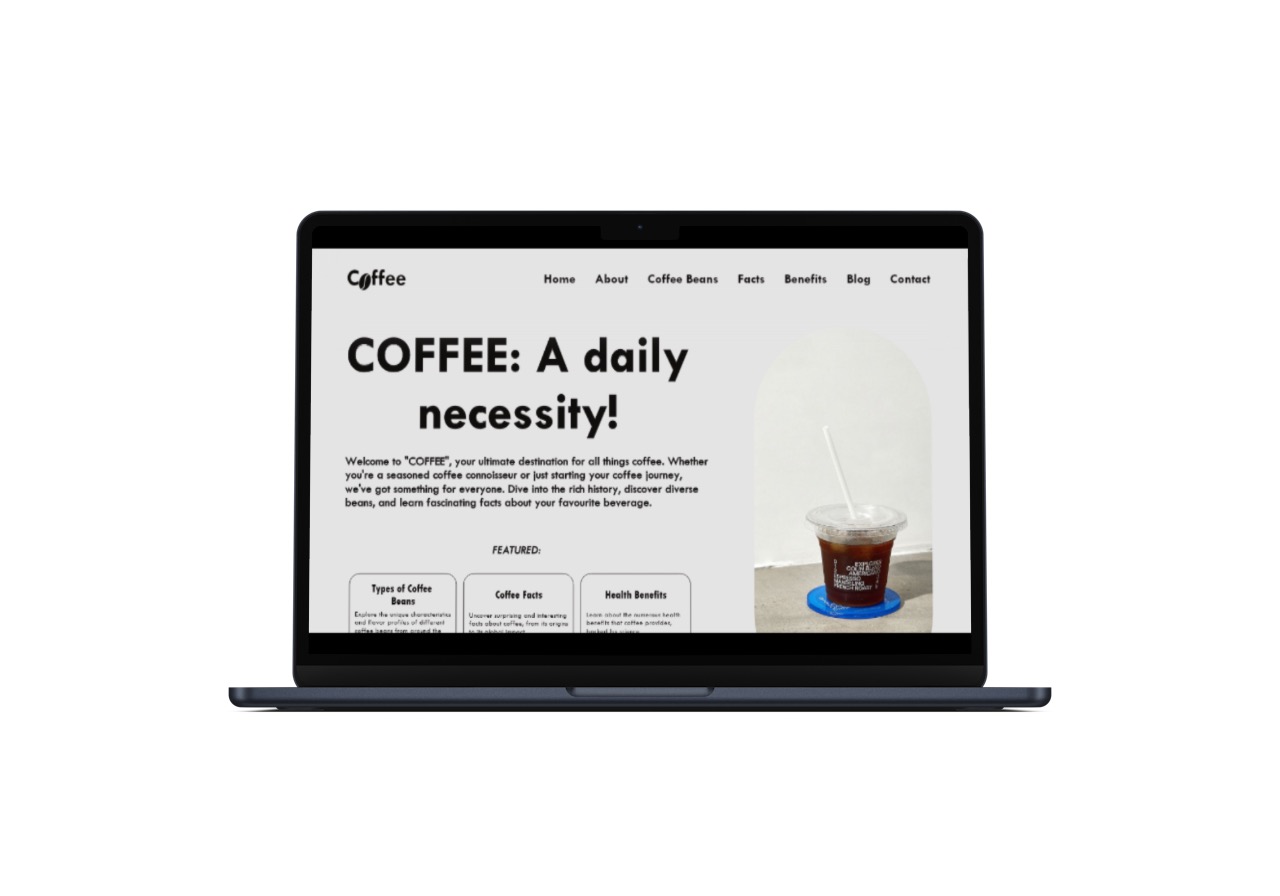 Coffee
Home About Coffee Beans Facts Benefits Blog Contact
COFFEE: A daily
necessity!
Welcome to "COFFEE", your ultimate destination for all things coffee. Whether
you're a seasoned coffee connoisseur or just starting your coffee journey,
we've got something for everyone. Dive into the rich history, discover diverse
beans, and learn fascinating facts about your favourite beverage.
FEATURED:
Types of Coffee
Beans
Explore the unique characteristics
and flavor profiles of different
coffee beans from around the
Coffee Facts
Uncover surprising and interesting
facts about coffee, from its origins
to its global impact
Health Benefits
Learn about the numerous health
benefits that coffee provides,
backed by science
ESPRESSO
FRENCH ROAST